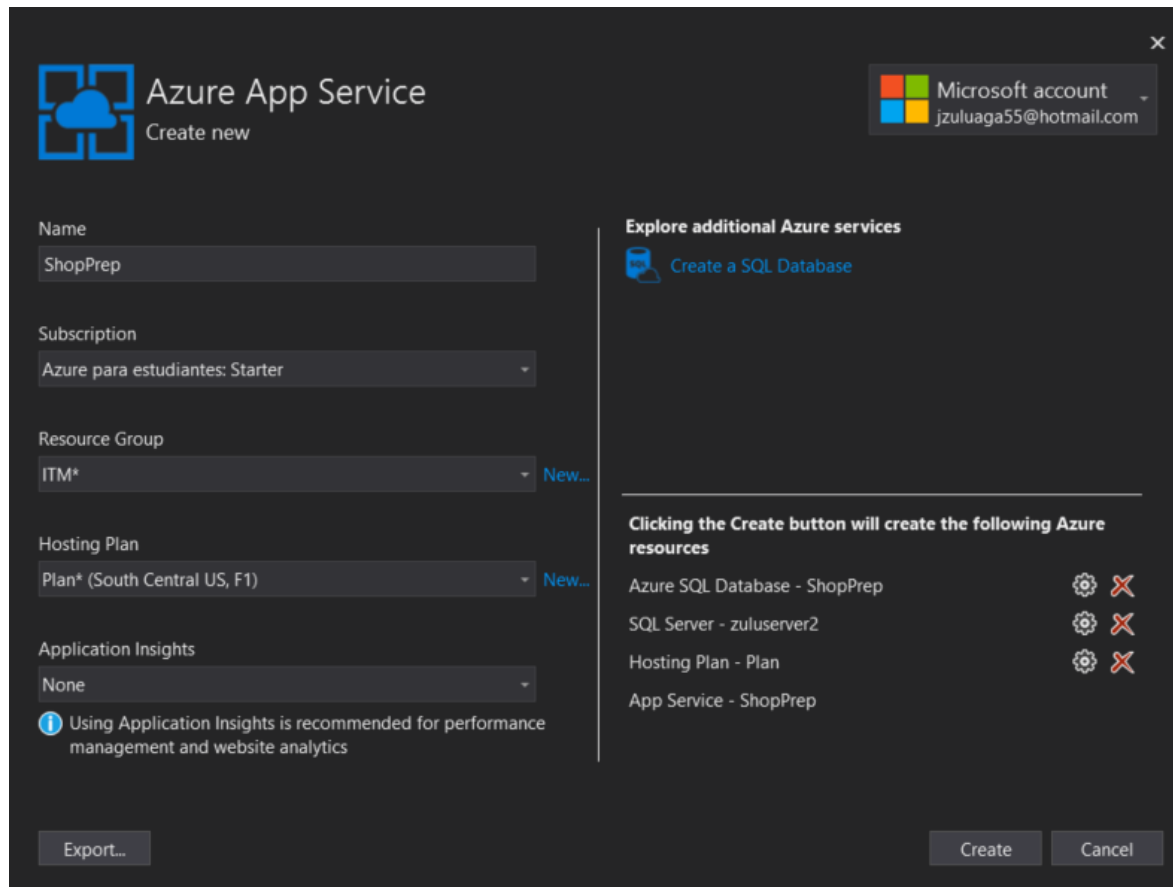 Azure App Service
Create new
Microsoft account
jzuluaga55@hotmail.com
Name
ShopPrep
Subscription
Azure para estudiantes: Starter
Resource Group
ITM*
New...
Hosting Plan
Plan* (South Central US, F1)
New...
Application Insights
None
Using Application Insights is recommended for performance
management and website analytics
Explore additional Azure services
SQL
Create a SQL Database
Clicking the Create button will create the following Azure
resources
Azure SQL Database - ShopPrep
SQL Server - zuluserver2
Hosting Plan - Plan
App Service - ShopPrep
Export...
Create
Cancel